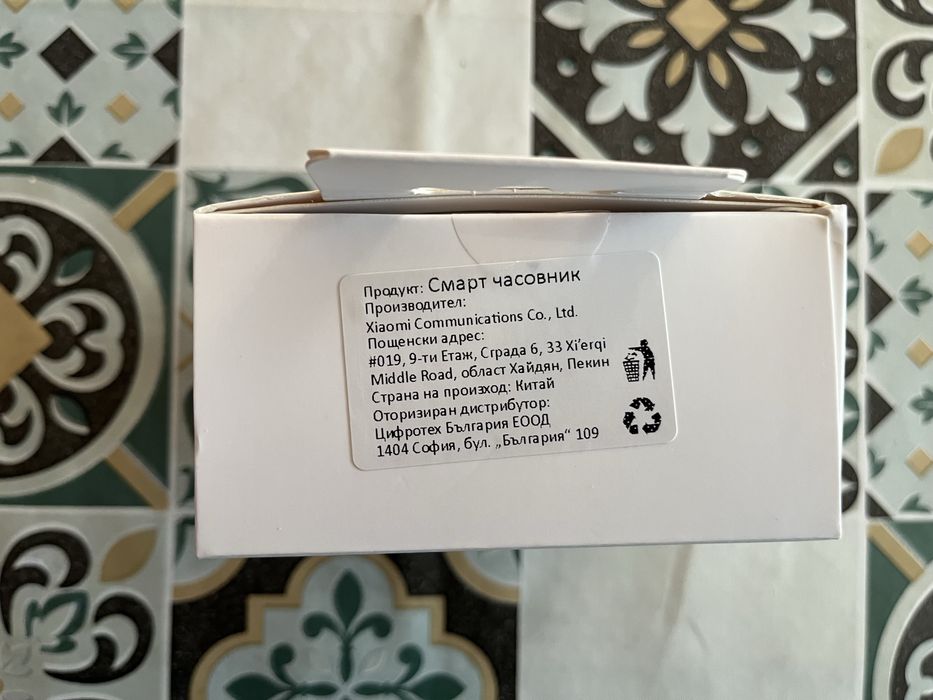 Продукт: Смарт часовник
Производител:
Xiaomi Communications Co., Ltd.
Пощенски адрес:
#019, 9-ти Етаж, Сграда 6, 33 Xi'erqi
Middle Road, област Хайдян, Пекин
Страна на произход: Китай
Оторизиран дистрибутор:
Цифротех България ЕООД
1404 София, бул. „България“ 109